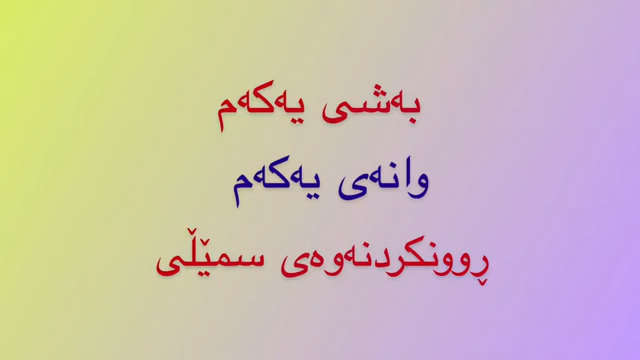 بەشی یەکەم
وانەی یەکەم
ڕوونکردنەوەی سمێڵی